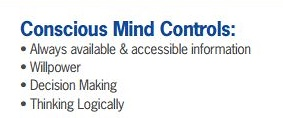 Conscious Mind Controls:
• Always available & accessible information
• Willpower
• Decision Making
• Thinking Logically